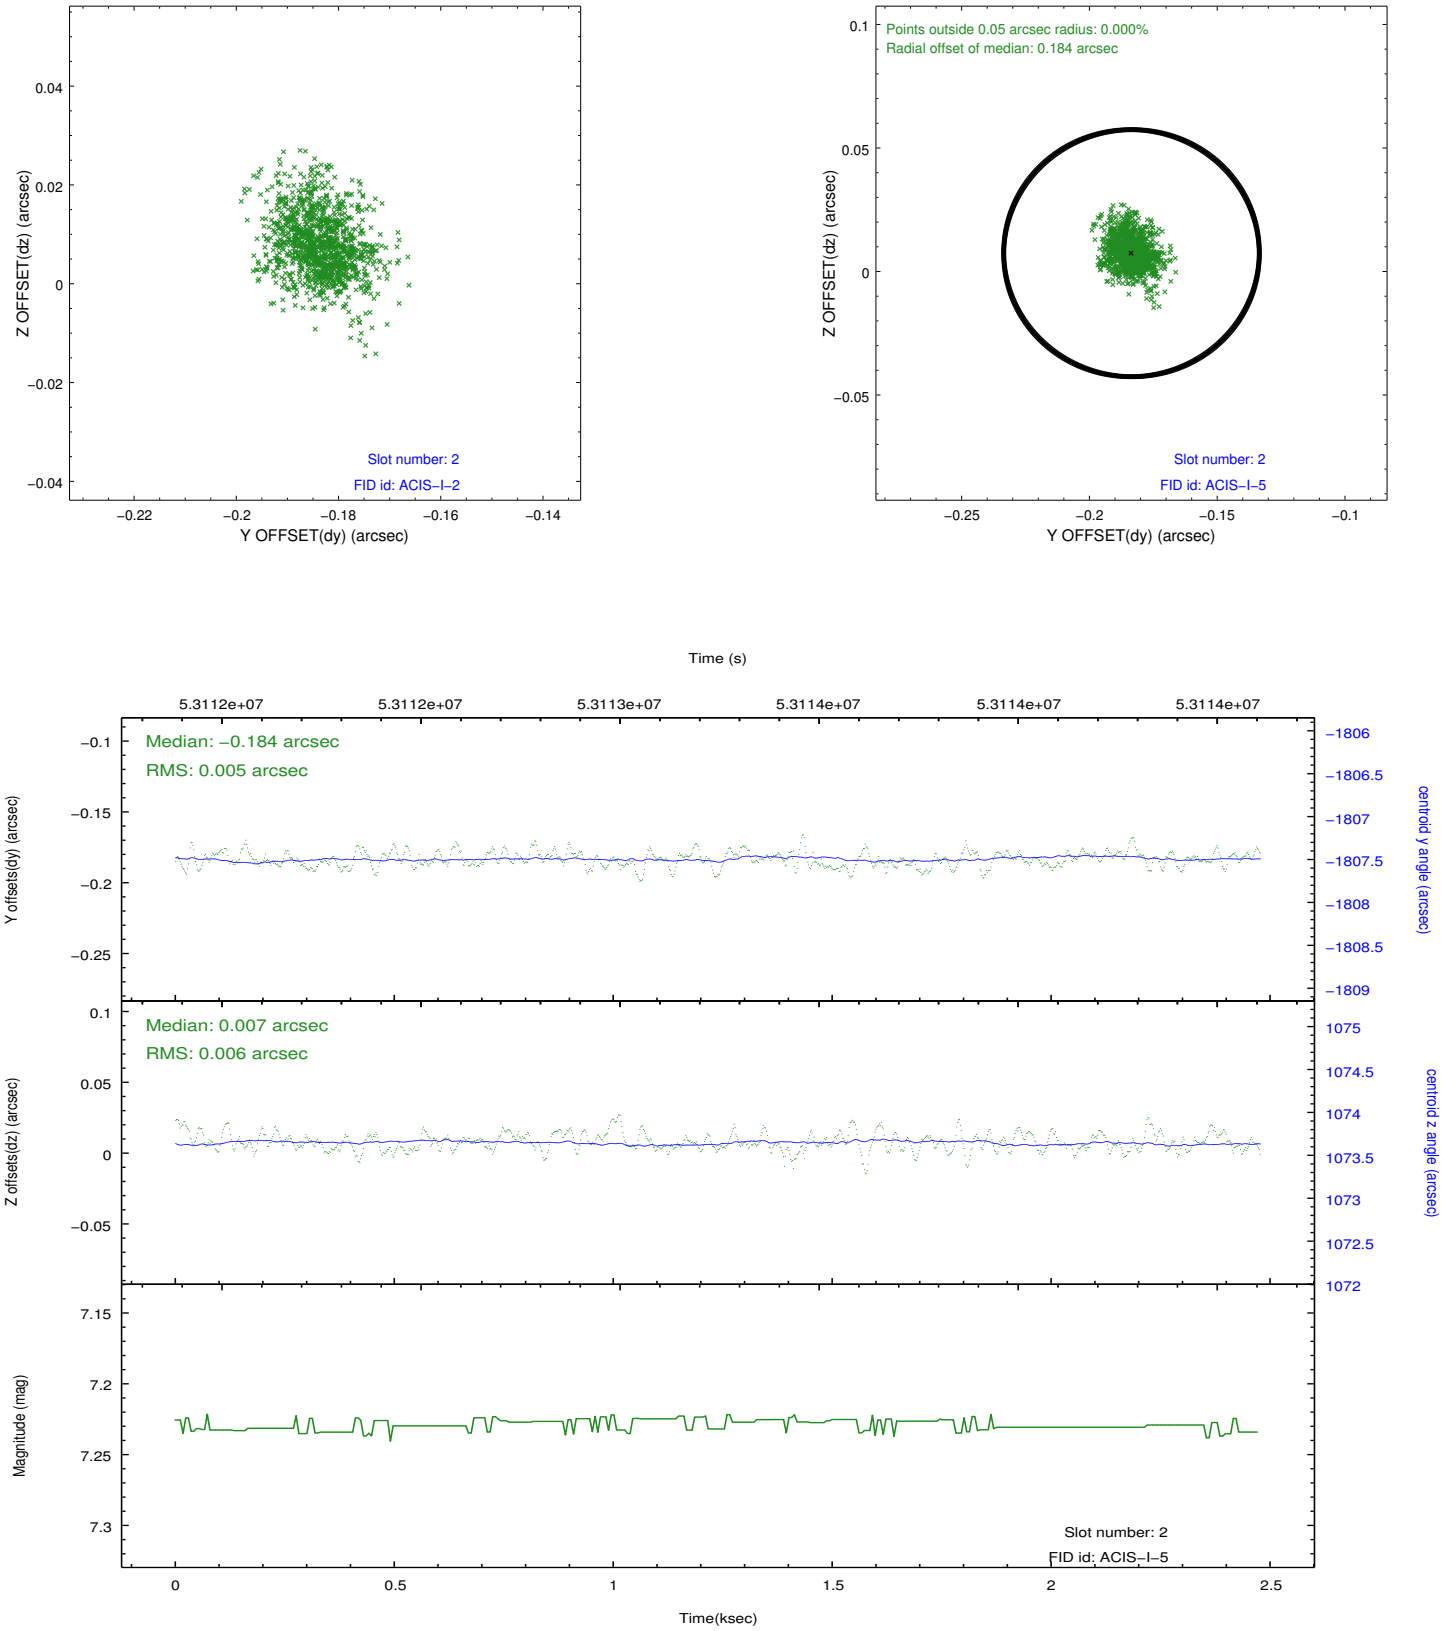 0.04
0.02
0
−0.02
−0.04
Z OFFSET(dz) (arcsec)
Slot number: 2
FID id: ACIS−I−2
−0.22
−0.2
−0.18
−0.16
−0.14
Y OFFSET(dy) (arcsec)
Points outside 0.05 arcsec radius: 0.000%
Radial offset of median: 0.184 arcsec
0.1
0.05
0
−0.05
Z OFFSET(dz) (arcsec)
Slot number: 2
FID id: ACIS−I−5
−0.25
−0.2
−0.15
−0.1
Y OFFSET(dy) (arcsec)
Time (s)
5.3112e+07
5.3112e+07
5.3113e+07
5.3114e+07
5.3114e+07
5.3114e+07
Median: −0.184 arcsec
RMS: 0.005 arcsec
−0.1
−0.15
−0.2
−0.25
Y offsets(dy) (arcsec)
−1806
−1806.5
−1807
−1807.5
−1808
−1808.5
−1809
centroid y angle (arcsec)
Median: 0.007 arcsec
RMS: 0.006 arcsec
0.1
0.05
0
−0.05
Z offsets(dz) (arcsec)
1075
1074.5
1074
1073.5
1073
1072.5
1072
centroid z angle (arcsec)
7.15
7.2
7.25
7.3
Magnitude (mag)
Slot number: 2
FID id: ACIS−I−5
0
0.5
1
1.5
2
2.5
Time(ksec)